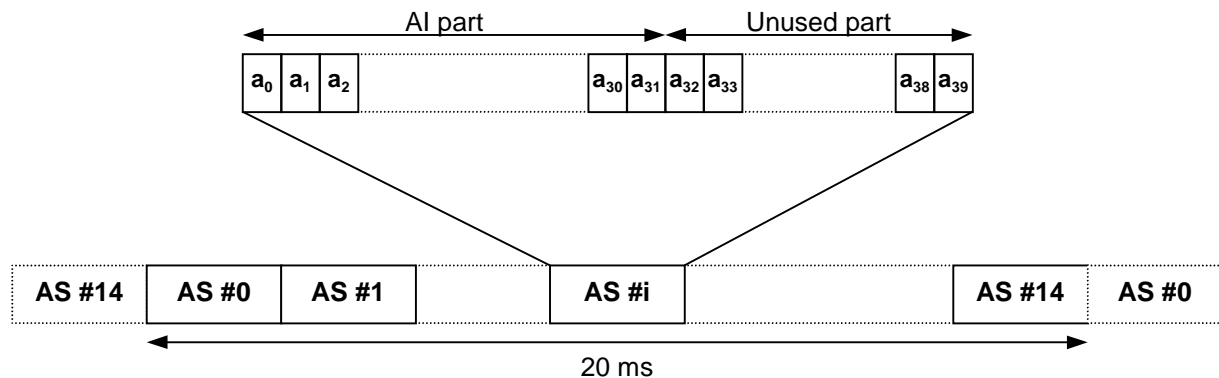 AI part Unused part
a₀ a₁ a₂ a₃₀ a₃₁ a₃₂ a₃₃ a₃₈ a₃₉
AS #14 AS #0 AS #1 AS #i AS #14 AS #0
20 ms